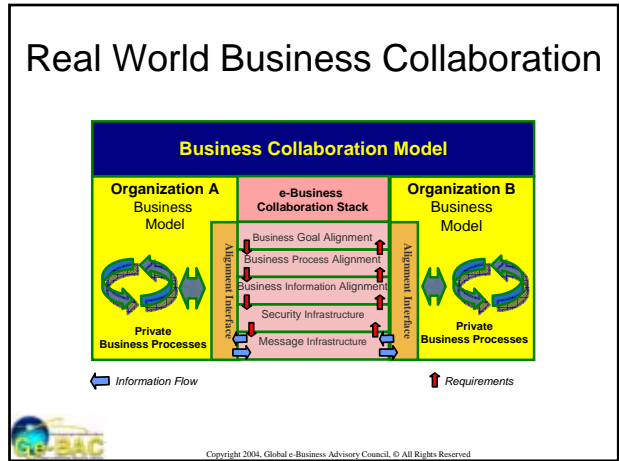 Real World Business Collaboration
Business Collaboration Model
Organization A
Business
Model
e-Business
Collaboration Stack
Organization B
Business
Model
Alignment Interface
Business Goal Alignment
Business Process Alignment
Business Information Alignment
Security Infrastructure
Message Infrastructure
Alignment Interface
Private
Business Processes
Private
Business Processes
Information Flow
Requirements
Ge-BAC
Copyright 2004, Global e-Business Advisory Council, © All Rights Reserved